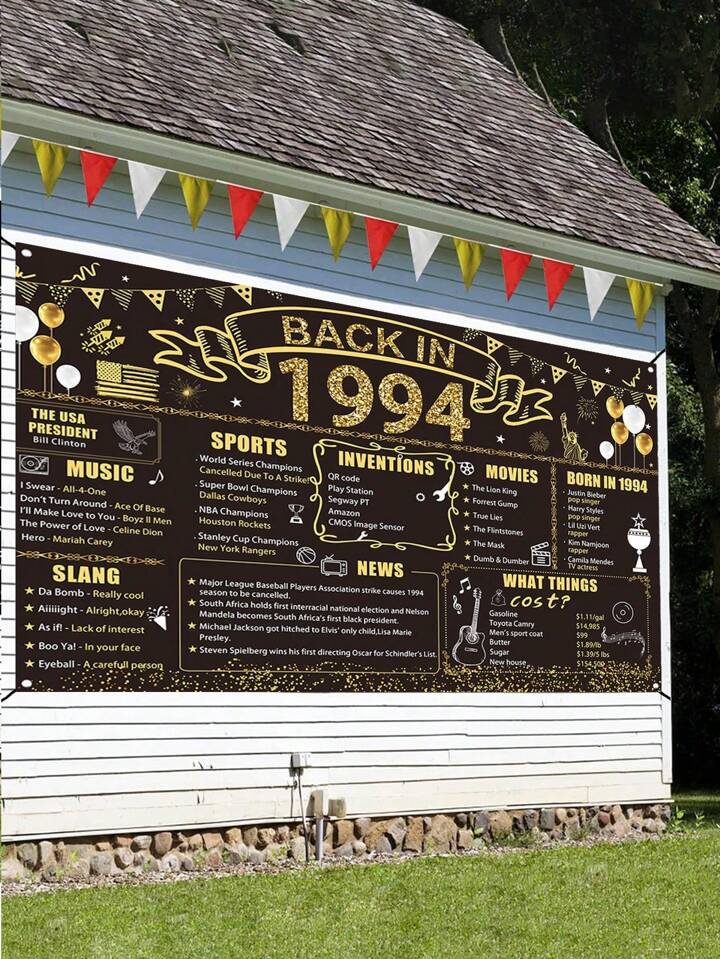 BACK IN
1994
THE USA
PRESIDENT
Bill Clinton
MUSIC
I Swear - All-4-One
Don't Turn Around - Ace Of Base
I'll Make Love to You - Boyz II Men
The Power of Love - Celine Dion
Hero - Mariah Carey
SLANG
Da Bomb - Really cool
Aiiiiight - Alright,okay
As if! - Lack of interest
Boo Ya! - In your face
Eyeball - A carefull person
SPORTS
. World Series Champions
Cancelled Due To A Strike!
. Super Bowl Champions
Dallas Cowboys
. NBA Champions
Houston Rockets
. Stanley Cup Champions
New York Rangers
INVENTIONS
QR code
Play Station
Segway PT
Amazon
CMOS Image Sensor
MOVIES
The Lion King
Forrest Gump
True Lies
The Flintstones
The Mask
Dumb & Dumber
BORN IN 1994
· Justin Bieber
pop singer
· Harry Styles
pop singer
· Lil Uzi Vert
rapper
· Kim Namjoon
rapper
· Camila Mendes
TV actress
NEWS
Major League Baseball Players Association strike causes 1994
season to be cancelled.
South Africa holds first interracial national election and Nelson
Mandela becomes South Africa's first black president.
Michael Jackson got hitched to Elvis' only child,Lisa Marie
Presley.
Steven Spielberg wins his first directing Oscar for Schindler's List.
WHAT THINGS
cost?
Gasoline $1.11/gal
Toyota Camry $14,985
Men's sport coat $99
Butter $1.89/lb
Sugar $1.39/5 lbs
New house $154,500